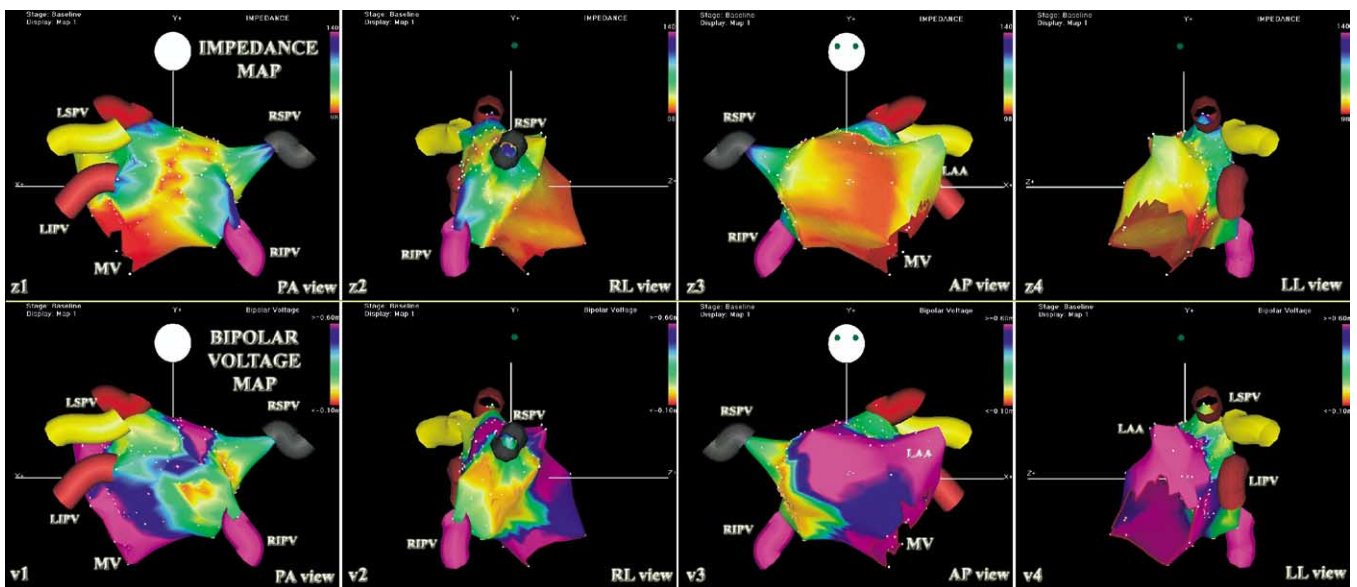 Stage: Baseline
Display: Map 1
Y+
IMPEDANCE
140
IMPEDANCE
MAP
LSPV
RSPV
X+
LIPV
RIPV
MV
z1
PA view
Stage: Baseline
Display: Map 1
IMPEDANCE
RSPV
Z+
RIPV
z2
RL view
Stage: Baseline
Display: Map 1
Y+
IMPEDANCE
140
98
RSPV
LAA
Z+
X+
RIPV
MV
z3
AP view
Stage: Baseline
Display: Map 1
Y+
IMPEDANCE
140
z4
LL view
Stage: Baseline
Display: Map 1
Y+
Bipolar Voltage
BIPOLAR
VOLTAGE
MAP
LSPV
RSPV
X+
LIPV
RIPV
MV
v1
PA view
Stage: Baseline
Display: Map 1
Bipolar Voltage
RSPV
RIPV
v2
RL view
Stage: Baseline
Display: Map 1
Y+
Bipolar Voltage
RSPV
LAA
X+
RIPV
MV
v3
AP view
Stage: Baseline
Display: Map 1
Y+
Bipolar Voltage
LSPV
LAA
Z+
LIPV
v4
LL view